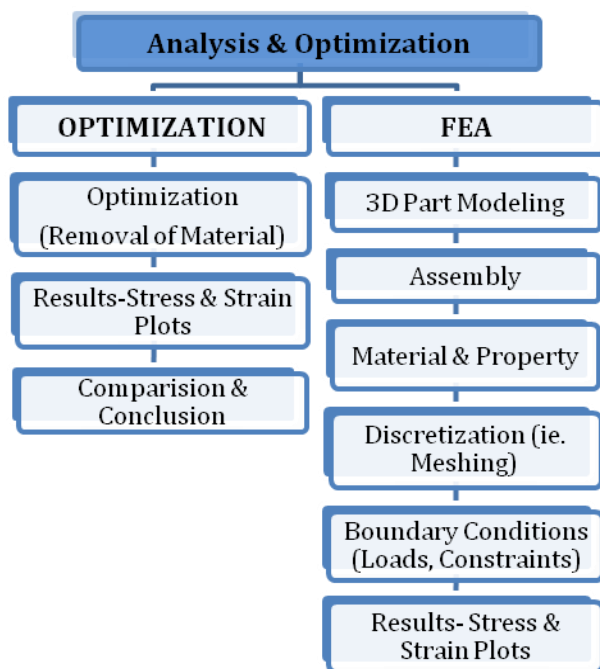 Analysis & Optimization
OPTIMIZATION
Optimization
(Removal of Material)
Results-Stress & Strain
Plots
Comparision &
Conclusion
FEA
3D Part Modeling
Assembly
Material & Property
Discretization (ie.
Meshing)
Boundary Conditions
(Loads, Constraints)
Results- Stress &
Strain Plots